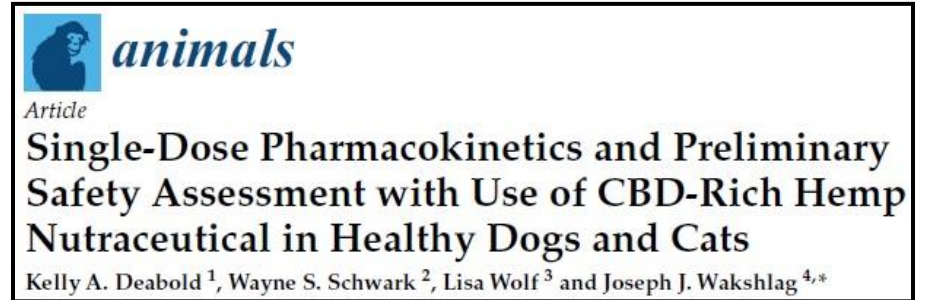 animals
Article
Single-Dose Pharmacokinetics and Preliminary
Safety Assessment with Use of CBD-Rich Hemp
Nutraceutical in Healthy Dogs and Cats
Kelly A. Deabold 1, Wayne S. Schwark 2, Lisa Wolf 3 and Joseph J. Wakshlag 4,*